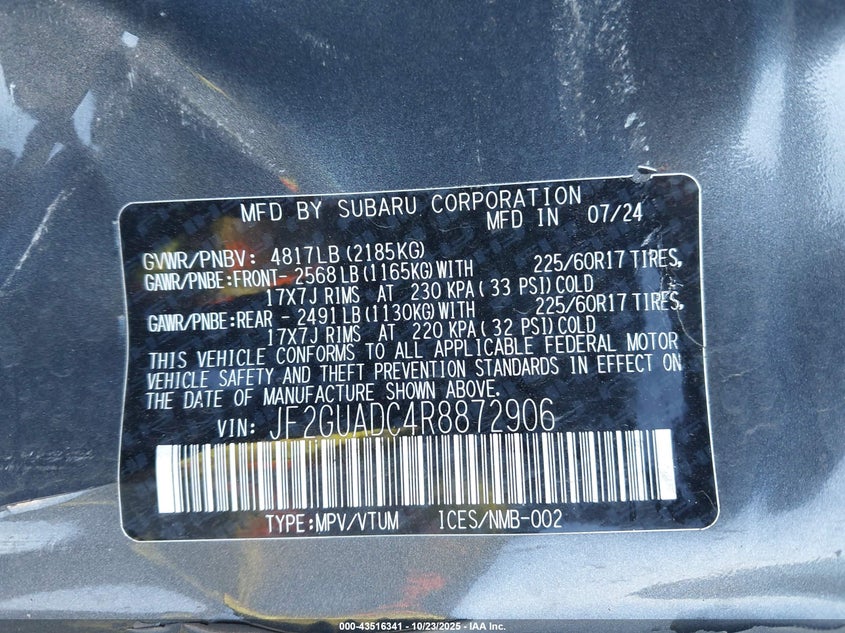 MFD BY SUBARU CORPORATION
MFD IN 07/24
GVWR/PNBV: 4817LB (2185KG)
GAWR/PNBE:FRONT- 2568LB(1165KG)WITH 225/60R17 TIRES,
17X7J RIMS AT 230 KPA( 33 PSI)COLD
GAWR/PNBE:REAR - 2491LB(1130KG)WITH 225/60R17 TIRES,
17X7J RIMS AT 220 KPA( 32 PSI)COLD
THIS VEHICLE CONFORMS TO ALL APPLICABLE FEDERAL MOTOR
VEHICLE SAFETY AND THEFT PREVENTION STANDARDS IN EFFECT ON
THE DATE OF MANUFACTURE SHOWN ABOVE.
VIN: JF2GUADC4R8872906
TYPE:MPV/VTUM ICES/NMB-002
000-43516341 - 10/23/2025 - IAA Inc.